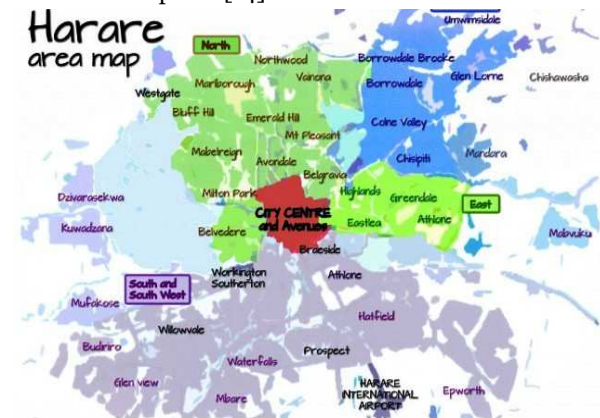 Harare
area map
North
Umwinsidale
Northwood
Borrowdale Brooke
Vainona
Glen Lorne
Chishawasha
Marlborough
Borrowdale
Westgate
Bluff Hill
Emerald Hill
Colne Valley
Mt Pleasant
Mabelreign
Avondale
Chisipiti
Mandara
Belgravia
Dzivarasekwa
Milton Park
Highlands
Greendale
East
CITY CENTRE
and Avenues
Eastlea
Athlone
Kuwadzana
Belvedere
Mabvuku
Braeside
Workington
Southerton
Athlone
South and
South West
Mufakose
Hatfield
Willowvale
Budiriro
Prospect
Waterfalls
Glen view
HARARE
INTERNATIONAL
AIRPORT
Epworth
Mbare